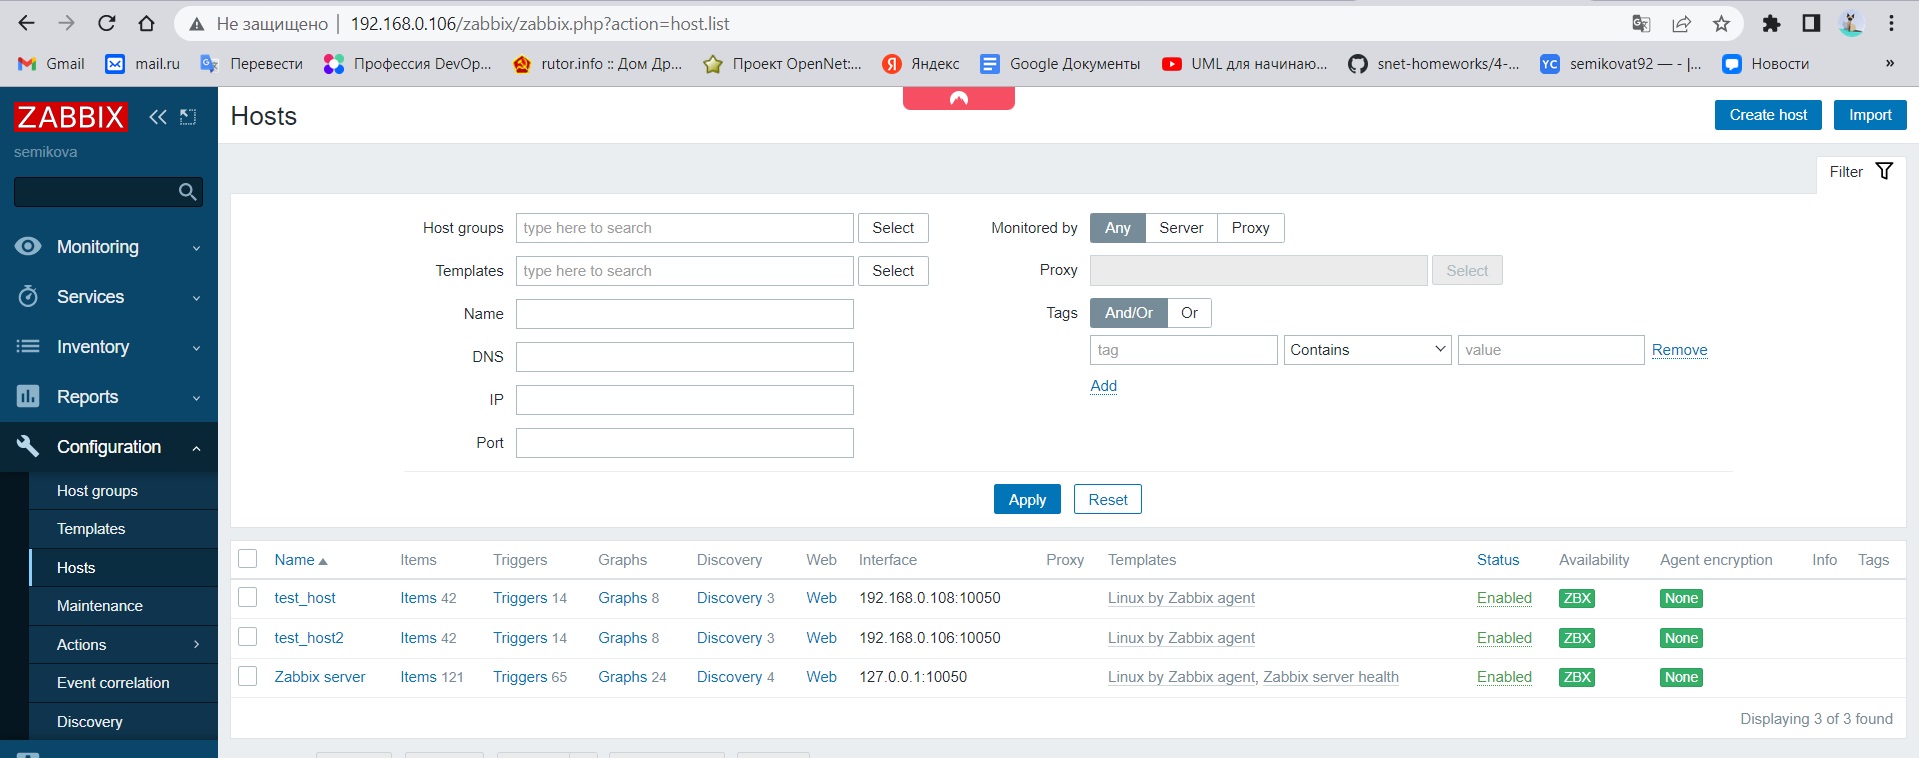 Не защищено | 192.168.0.106/zabbix/zabbix.php?action=host.list
Gmail mail.ru Перевести Профессия DevOp... rutor.info :: Дом Др... Проект OpenNet:... Яндекс Google Документы UML для начинаю... snet-homeworks/4-... YC semikovat92 — - |... Новости »
ZABBIX
semikova
Monitoring
Services
Inventory
Reports
Configuration
Host groups
Templates
Hosts
Maintenance
Actions
Event correlation
Discovery
Hosts
Create host Import
Filter
Host groups type here to search Select
Templates type here to search Select
Name
DNS
IP
Port
Monitored by Any Server Proxy
Proxy Select
Tags And/Or Or
tag Contains value Remove
Add
Apply Reset
Name Items Triggers Graphs Discovery Web Interface Proxy Templates Status Availability Agent encryption Info Tags
test_host Items 42 Triggers 14 Graphs 8 Discovery 3 Web 192.168.0.108:10050 Linux by Zabbix agent Enabled ZBX None
test_host2 Items 42 Triggers 14 Graphs 8 Discovery 3 Web 192.168.0.106:10050 Linux by Zabbix agent Enabled ZBX None
Zabbix server Items 121 Triggers 65 Graphs 24 Discovery 4 Web 127.0.0.1:10050 Linux by Zabbix agent, Zabbix server health Enabled ZBX None
Displaying 3 of 3 found